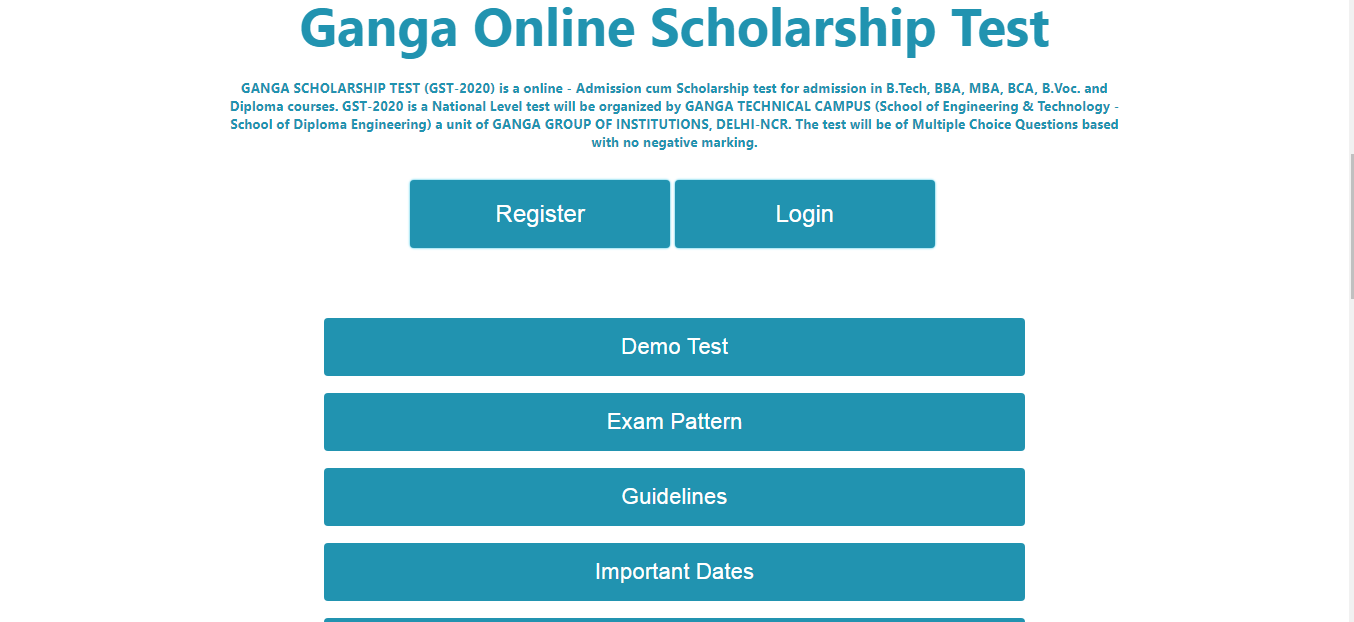 Ganga Online Scholarship Test
GANGA SCHOLARSHIP TEST (GST-2020) is a online - Admission cum Scholarship test for admission in B.Tech, BBA, MBA, BCA, B.Voc. and
Diploma courses. GST-2020 is a National Level test will be organized by GANGA TECHNICAL CAMPUS (School of Engineering & Technology -
School of Diploma Engineering) a unit of GANGA GROUP OF INSTITUTIONS, DELHI-NCR. The test will be of Multiple Choice Questions based
with no negative marking.
Register Login
Demo Test
Exam Pattern
Guidelines
Important Dates